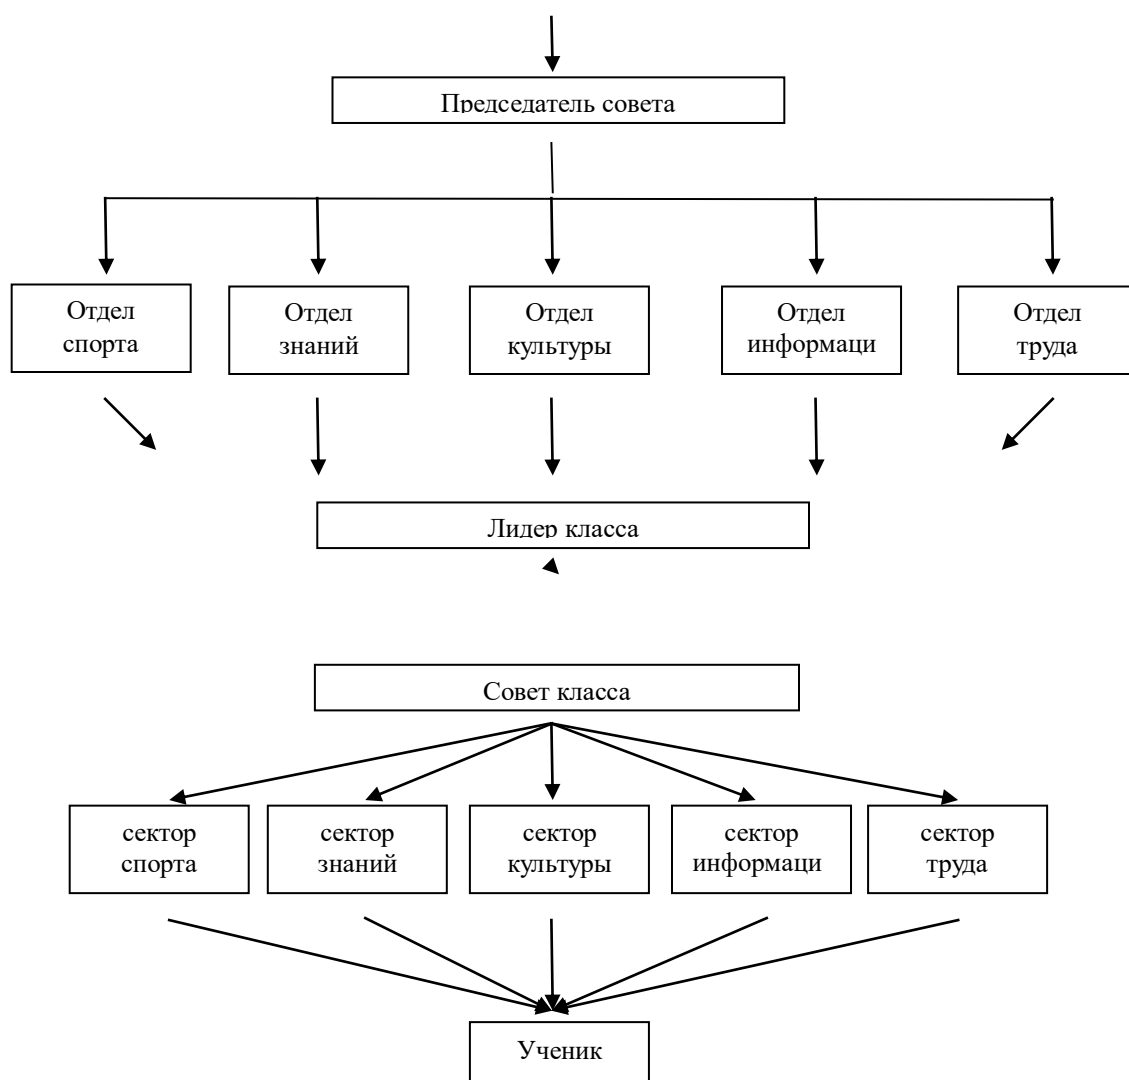 Председатель совета
Отдел
спорта
Отдел
знаний
Отдел
культуры
Отдел
информаци
Отдел
труда
Лидер класса
Совет класса
сектор
спорта
сектор
знаний
сектор
культуры
сектор
информаци
сектор
труда
Ученик